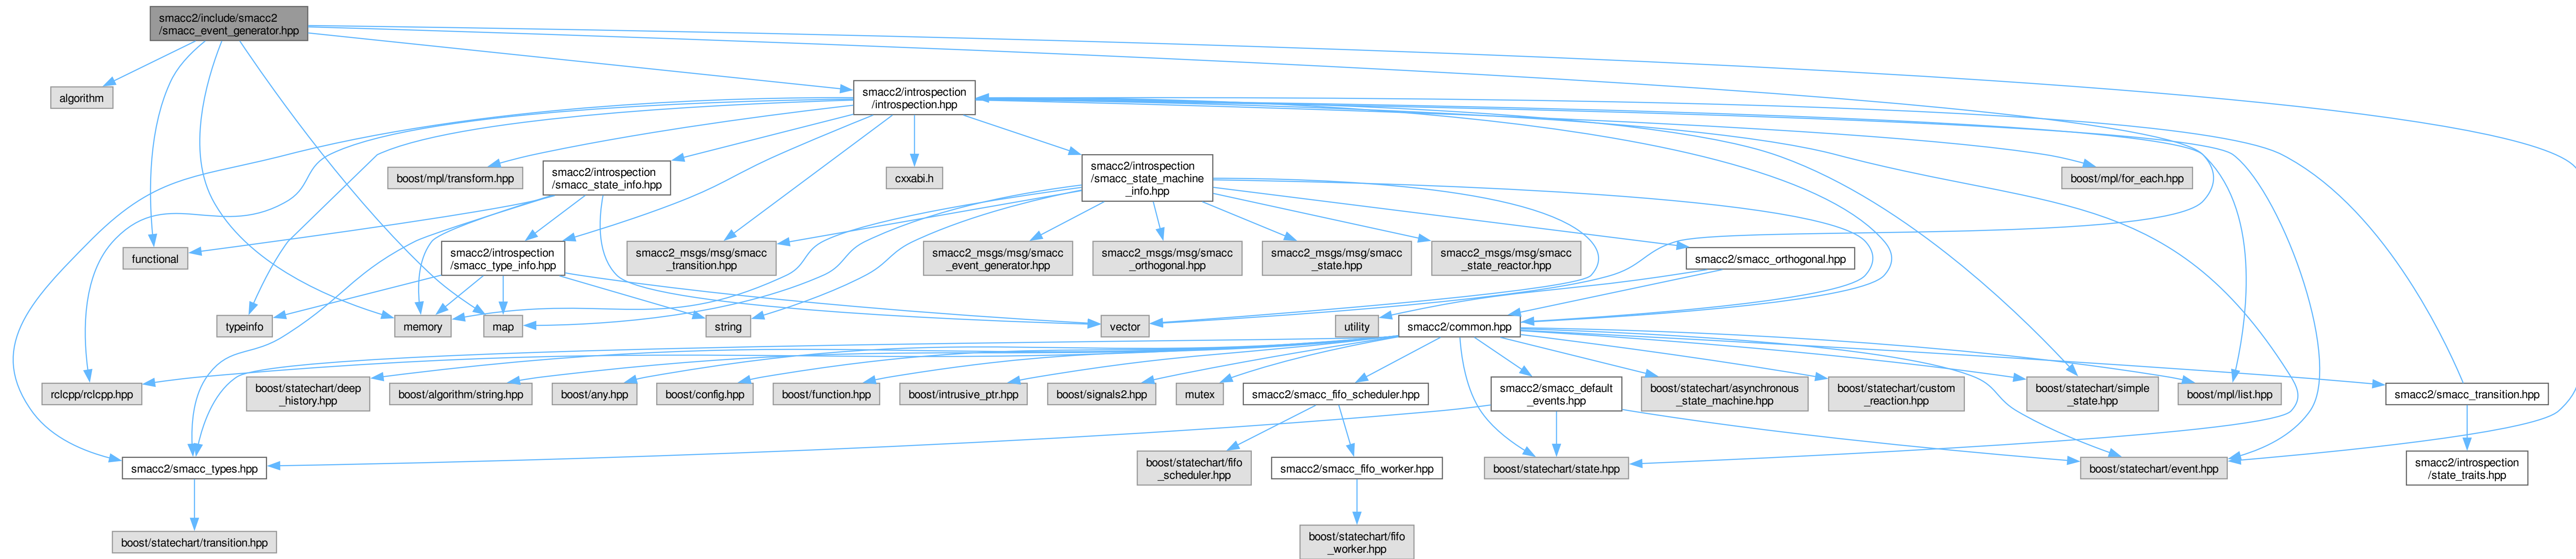 smacc2/include/smacc2
/smacc_event_generator.hpp
algorithm
smacc2/introspection
/introspection.hpp
boost/mpl/transform.hpp
smacc2/introspection
/smacc_state_info.hpp
cxxabi.h
smacc2/introspection
/smacc_state_machine
_info.hpp
boost/mpl/for_each.hpp
functional
smacc2/introspection
/smacc_type_info.hpp
smacc2_msgs/msg/smacc
_transition.hpp
smacc2_msgs/msg/smacc
_event_generator.hpp
smacc2_msgs/msg/smacc
_orthogonal.hpp
smacc2_msgs/msg/smacc
_state.hpp
smacc2_msgs/msg/smacc
_state_reactor.hpp
smacc2/smacc_orthogonal.hpp
typeinfo
memory
map
string
vector
utility
smacc2/common.hpp
rclcpp/rclcpp.hpp
boost/statechart/deep
_history.hpp
boost/algorithm/string.hpp
boost/any.hpp
boost/config.hpp
boost/function.hpp
boost/intrusive_ptr.hpp
boost/signals2.hpp
mutex
smacc2/smacc_fifo_scheduler.hpp
smacc2/smacc_default
_events.hpp
boost/statechart/asynchronous
_state_machine.hpp
boost/statechart/custom
_reaction.hpp
boost/statechart/simple
_state.hpp
boost/mpl/list.hpp
smacc2/smacc_transition.hpp
smacc2/smacc_types.hpp
boost/statechart/fifo
_scheduler.hpp
smacc2/smacc_fifo_worker.hpp
boost/statechart/state.hpp
boost/statechart/event.hpp
smacc2/introspection
/state_traits.hpp
boost/statechart/transition.hpp
boost/statechart/fifo
_worker.hpp